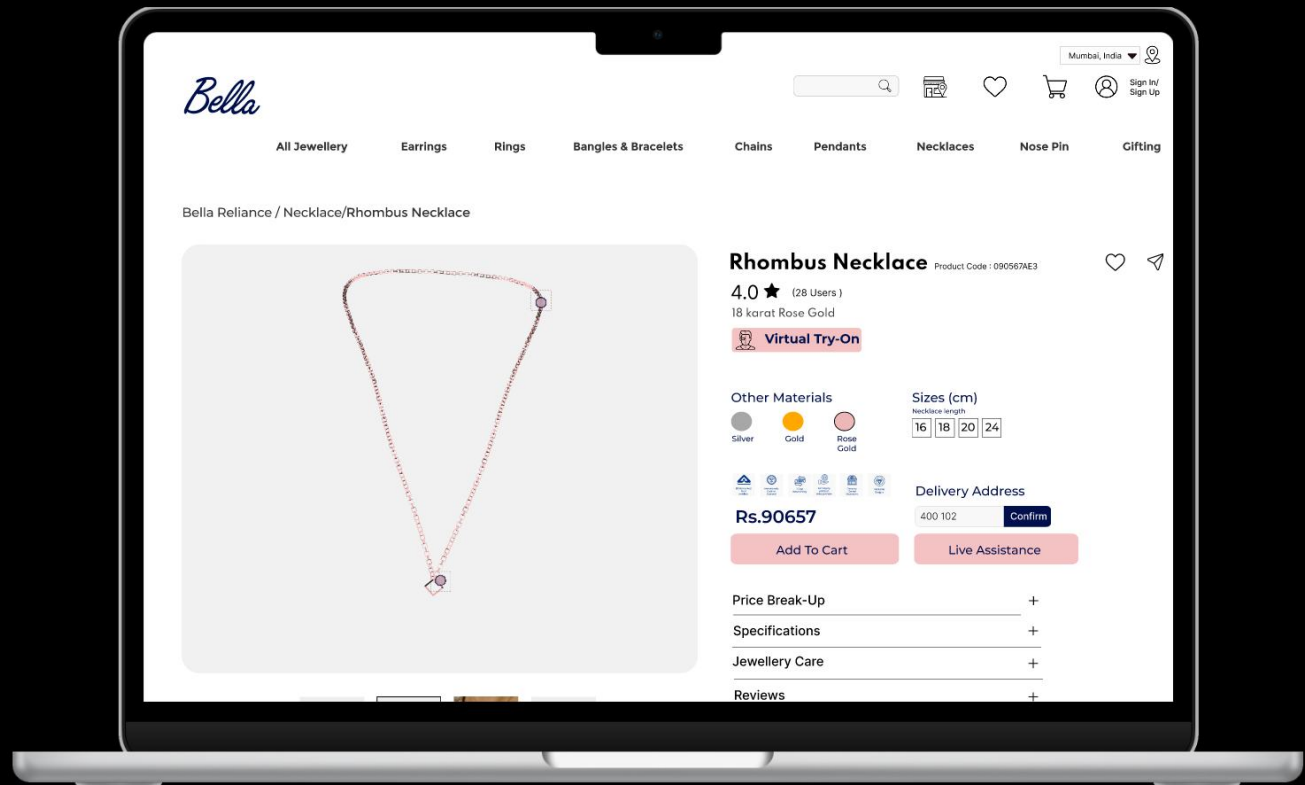 Mumbai, India
Bella
Sign In/
Sign Up
All Jewellery Earrings Rings Bangles & Bracelets Chains Pendants Necklaces Nose Pin Gifting
Bella Reliance / Necklace/Rhombus Necklace
Rhombus Necklace Product Code : 090567AE3
4.0 ★ (28 Users )
18 karat Rose Gold
Virtual Try-On
Other Materials
Silver Gold Rose
Gold
Sizes (cm)
Necklace length
16 18 20 24
Rs.90657
Delivery Address
400 102 Confirm
Add To Cart Live Assistance
Price Break-Up +
Specifications +
Jewellery Care +
Reviews +